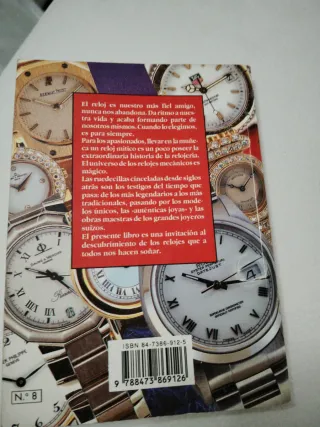 El reloj es nuestro más fiel amigo,
nunca nos abandona. Da ritmo a nues-
tra vida y acaba formando parte de
nosotros mismos. Cuando lo elegimos,
es para siempre.
Para los apasionados, llevar en la muñe-
ca un reloj mítico es un poco poseer la
extraordinaria historia de la relojería.
El universo de los relojes mecánicos es
mágico.
Las ruedecillas cinceladas desde siglos
atrás son los testigos del tiempo que
pasa: de los más legendarios a los más
tradicionales, pasando por los mode-
los únicos, las «auténticas joyas» y las
obras maestras de los grandes joyeros
suizos.
El presente libro es una invitación al
descubrimiento de los relojes que a
todos nos hacen soñar.
ISBN 84-7386-912-5
9 788473 869126
N.º 8